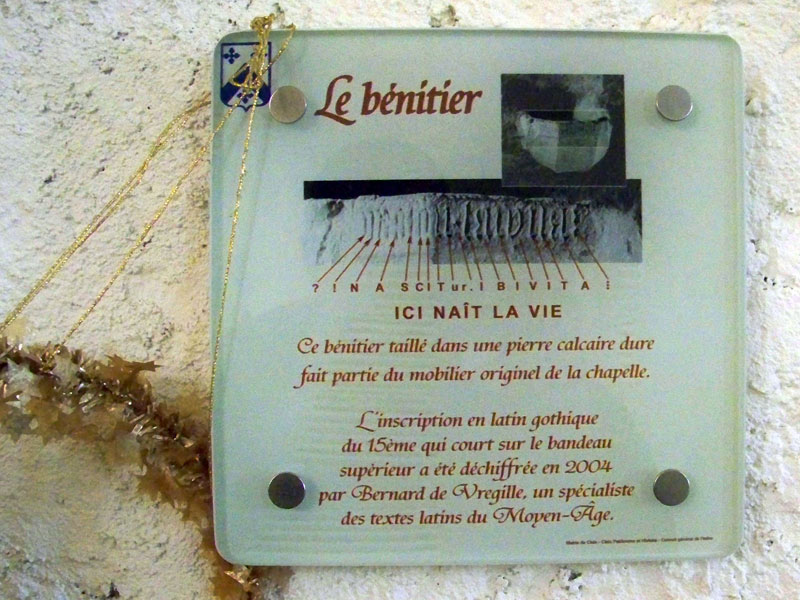 Le bénitier
? ⁝ N A S C I T ur. I B I V I T A ⁝
ICI NAÎT LA VIE
Ce bénitier taillé dans une pierre calcaire dure
fait partie du mobilier originel de la chapelle.
L'inscription en latin gothique
du 15ème qui court sur le bandeau
supérieur a été déchiffrée en 2004
par Bernard de Vregille, un spécialiste
des textes latins du Moyen-Âge.